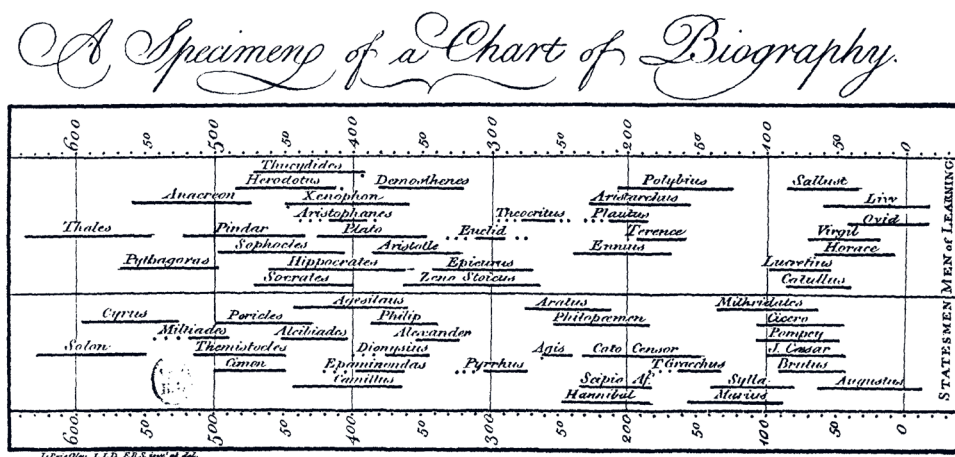 A Specimen of a Chart of Biography.
600 50 500 50 400 50 300 50 200 50 100 50 0
Thucydides
Herodotus Demosthenes Polybius Sallust
Anacreon Xenophon Aristarchus Livy
Aristophanes Theocritus Plautus Ovid
Thales Pindar Plato Euclid Terence Virgil
Sophocles Aristotle Ennius Horace
Pythagoras Hippocrates Epicurus Lucretius
Socrates Zeno Stoicus Catullus
MEN of LEARNING
Agesilaus Aratus Mithridates
Cyrus Pericles Philip Philopœmen Cicero
Miltiades Alcibiades Alexander Pompey
Solon Themistocles Dionysius Agis Cato Censor J. Cæsar
Cimon Epaminondas Pyrrhus T Gracchus Brutus
Camillus Scipio Af. Sylla Augustus
Hannibal Marius
STATESMEN
600 50 500 50 400 50 300 50 200 50 100 50 0
L.L.D. F.R.S.